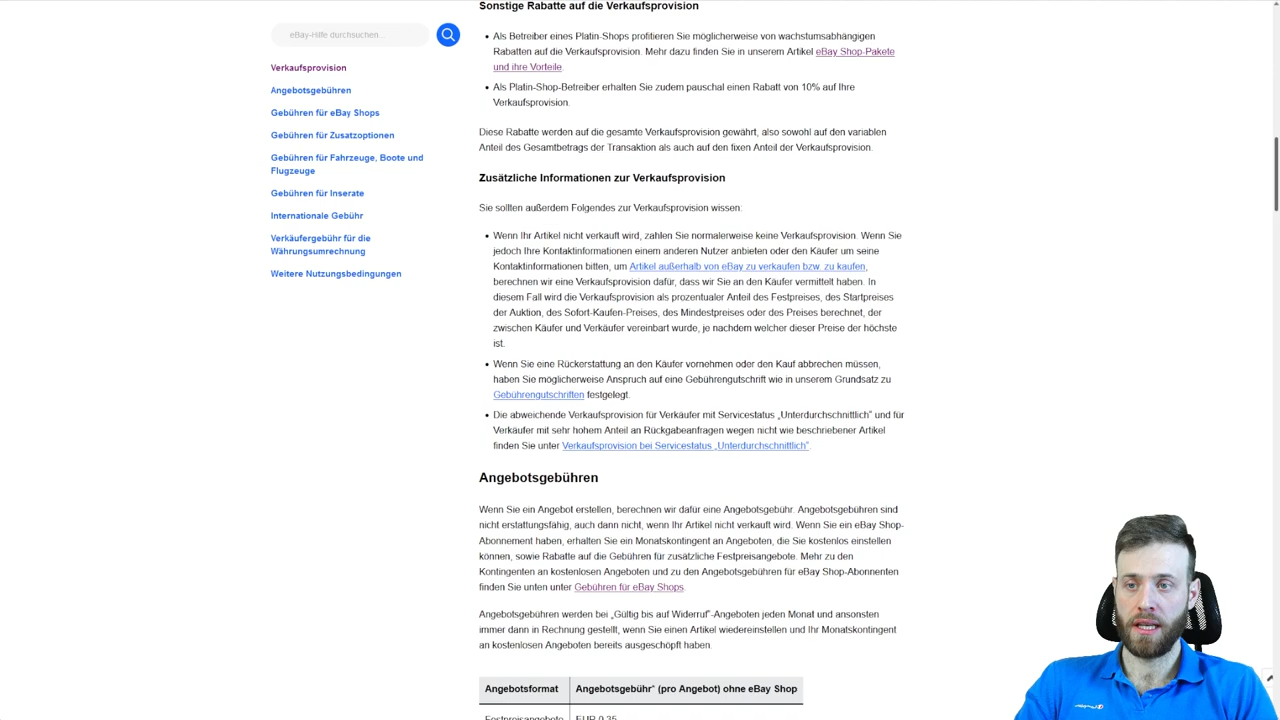 Sonstige Rabatte auf die Verkaufsprovision
eBay-Hilfe durchsuchen...
Verkaufsprovision
Angebotsgebühren
Gebühren für eBay Shops
Gebühren für Zusatzoptionen
Gebühren für Fahrzeuge, Boote und
Flugzeuge
Gebühren für Inserate
Internationale Gebühr
Verkäufergebühr für die
Währungsumrechnung
Weitere Nutzungsbedingungen
• Als Betreiber eines Platin-Shops profitieren Sie möglicherweise von wachstumsabhängigen
Rabatten auf die Verkaufsprovision. Mehr dazu finden Sie in unserem Artikel eBay Shop-Pakete
und ihre Vorteile.
• Als Platin-Shop-Betreiber erhalten Sie zudem pauschal einen Rabatt von 10% auf Ihre
Verkaufsprovision.
Diese Rabatte werden auf die gesamte Verkaufsprovision gewährt, also sowohl auf den variablen
Anteil des Gesamtbetrags der Transaktion als auch auf den fixen Anteil der Verkaufsprovision.
Zusätzliche Informationen zur Verkaufsprovision
Sie sollten außerdem Folgendes zur Verkaufsprovision wissen:
• Wenn Ihr Artikel nicht verkauft wird, zahlen Sie normalerweise keine Verkaufsprovision. Wenn Sie
jedoch Ihre Kontaktinformationen einem anderen Nutzer anbieten oder den Käufer um seine
Kontaktinformationen bitten, um Artikel außerhalb von eBay zu verkaufen bzw. zu kaufen,
berechnen wir eine Verkaufsprovision dafür, dass wir Sie an den Käufer vermittelt haben. In
diesem Fall wird die Verkaufsprovision als prozentualer Anteil des Festpreises, des Startpreises
der Auktion, des Sofort-Kaufen-Preises, des Mindestpreises oder des Preises berechnet, der
zwischen Käufer und Verkäufer vereinbart wurde, je nachdem welcher dieser Preise der höchste
ist.
• Wenn Sie eine Rückerstattung an den Käufer vornehmen oder den Kauf abbrechen müssen,
haben Sie möglicherweise Anspruch auf eine Gebührengutschrift wie in unserem Grundsatz zu
Gebührengutschriften festgelegt.
• Die abweichende Verkaufsprovision für Verkäufer mit Servicestatus „Unterdurchschnittlich" und für
Verkäufer mit sehr hohem Anteil an Rückgabeanfragen wegen nicht wie beschriebener Artikel
finden Sie unter Verkaufsprovision bei Servicestatus „Unterdurchschnittlich".
Angebotsgebühren
Wenn Sie ein Angebot erstellen, berechnen wir dafür eine Angebotsgebühr. Angebotsgebühren sind
nicht erstattungsfähig, auch dann nicht, wenn Ihr Artikel nicht verkauft wird. Wenn Sie ein eBay Shop-
Abonnement haben, erhalten Sie ein Monatskontingent an Angeboten, die Sie kostenlos einstellen
können, sowie Rabatte auf die Gebühren für zusätzliche Festpreisangebote. Mehr zu den
Kontingenten an kostenlosen Angeboten und zu den Angebotsgebühren für eBay Shop-Abonnenten
finden Sie unten unter Gebühren für eBay Shops.
Angebotsgebühren werden bei „Gültig bis auf Widerruf"-Angeboten jeden Monat und ansonsten
immer dann in Rechnung gestellt, wenn Sie einen Artikel wiedereinstellen und Ihr Monatskontingent
an kostenlosen Angeboten bereits ausgeschöpft haben.
Angebotsformat Angebotsgebühr* (pro Angebot) ohne eBay Shop
Festpreisangebote EUR 0,35